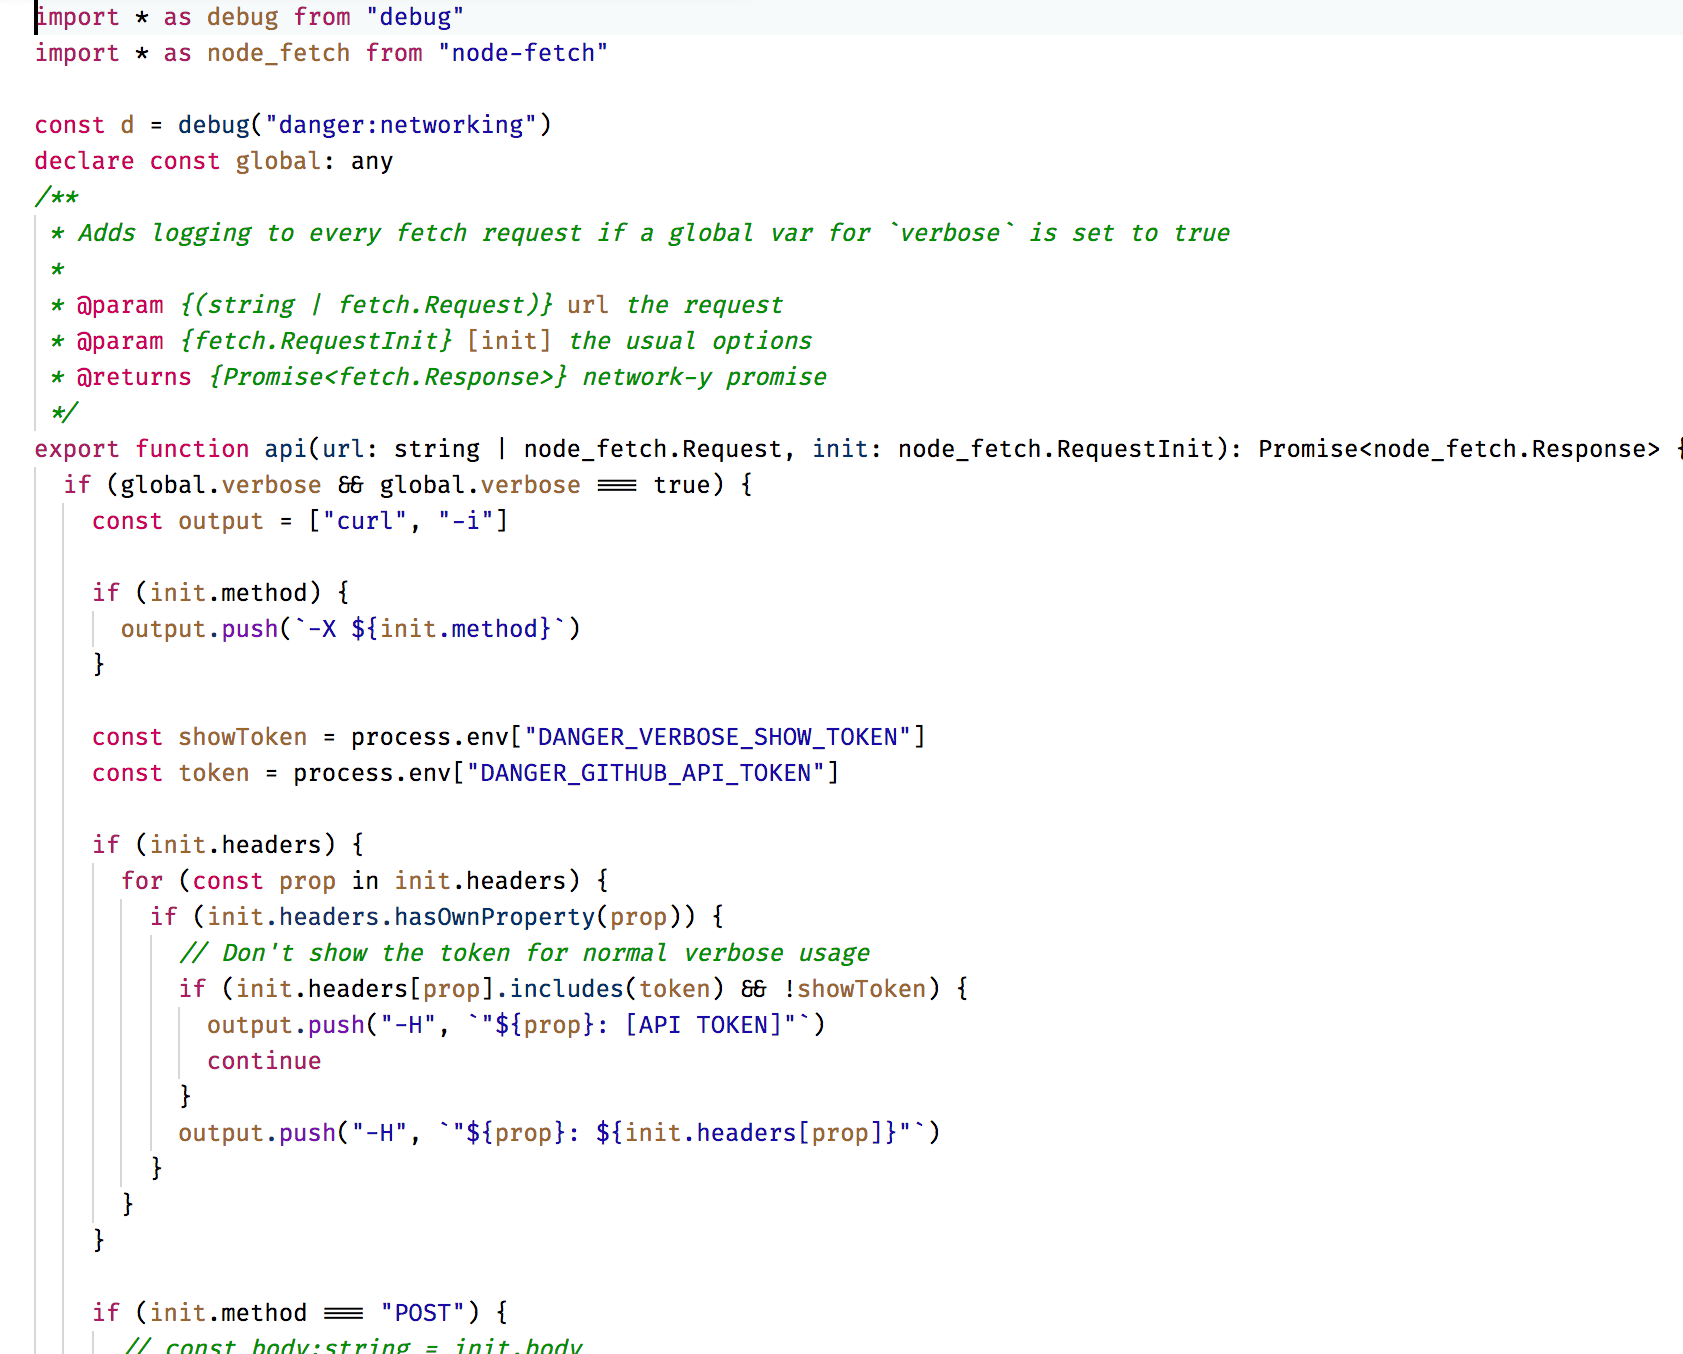 import * as debug from "debug"
import * as node_fetch from "node-fetch"

const d = debug("danger:networking")
declare const global: any
/**
 * Adds logging to every fetch request if a global var for `verbose` is set to true
 *
 * @param {(string | fetch.Request)} url the request
 * @param {fetch.RequestInit} [init] the usual options
 * @returns {Promise<fetch.Response>} network-y promise
 */
export function api(url: string | node_fetch.Request, init: node_fetch.RequestInit): Promise<node_fetch.Response> {
  if (global.verbose && global.verbose === true) {
    const output = ["curl", "-i"]

    if (init.method) {
      output.push(`-X ${init.method}`)
    }

    const showToken = process.env["DANGER_VERBOSE_SHOW_TOKEN"]
    const token = process.env["DANGER_GITHUB_API_TOKEN"]

    if (init.headers) {
      for (const prop in init.headers) {
        if (init.headers.hasOwnProperty(prop)) {
          // Don't show the token for normal verbose usage
          if (init.headers[prop].includes(token) && !showToken) {
            output.push("-H", `"${prop}: [API TOKEN]"`)
            continue
          }
          output.push("-H", `"${prop}: ${init.headers[prop]}"`)
        }
      }
    }

    if (init.method === "POST") {
      // const body:string = init.body